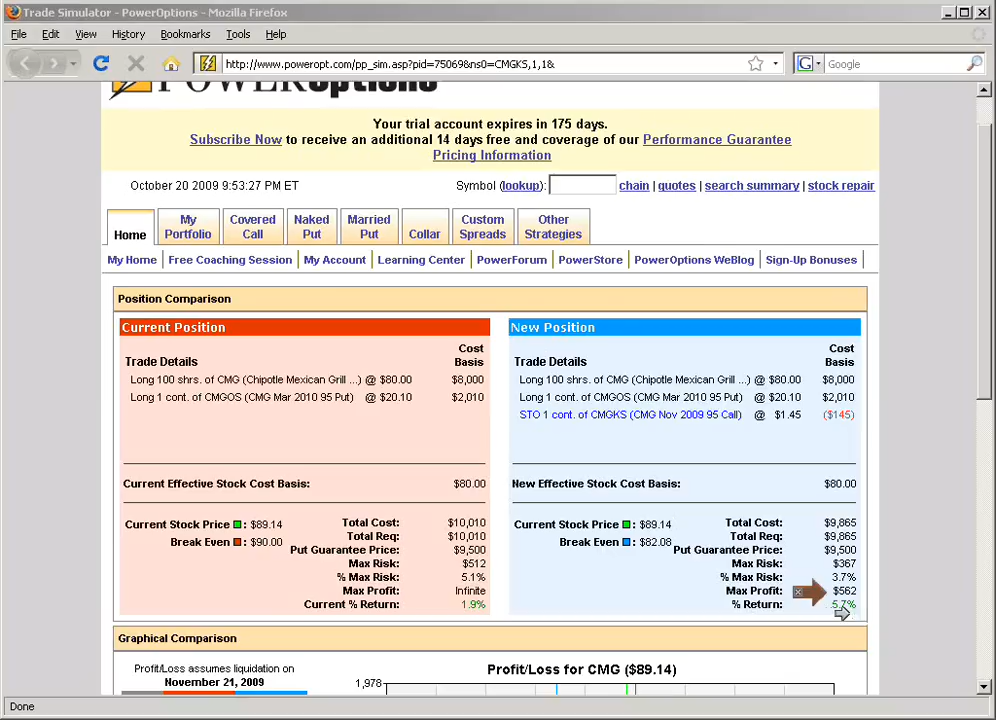 Trade Simulator - PowerOptions - Mozilla Firefox
File Edit View History Bookmarks Tools Help
http://www.poweropt.com/pp_sim.asp?pid=75069&ns0=CMGKS,1,1&
Google
POWEROptions
Your trial account expires in 175 days.
Subscribe Now to receive an additional 14 days free and coverage of our Performance Guarantee
Pricing Information
October 20 2009 9:53:27 PM ET
Symbol (lookup): chain | quotes | search summary | stock repair
Home
My Portfolio
Covered Call
Naked Put
Married Put
Collar
Custom Spreads
Other Strategies
My Home | Free Coaching Session | My Account | Learning Center | PowerForum | PowerStore | PowerOptions WeBlog | Sign-Up Bonuses |
Position Comparison
Current Position
Trade Details Cost Basis
Long 100 shrs. of CMG (Chipotle Mexican Grill ...) @ $80.00 $8,000
Long 1 cont. of CMGOS (CMG Mar 2010 95 Put) @ $20.10 $2,010
Current Effective Stock Cost Basis: $80.00
Current Stock Price : $89.14
Break Even : $90.00
Total Cost: $10,010
Total Req: $10,010
Put Guarantee Price: $9,500
Max Risk: $512
% Max Risk: 5.1%
Max Profit: Infinite
Current % Return: 1.9%
New Position
Trade Details Cost Basis
Long 100 shrs. of CMG (Chipotle Mexican Grill ...) @ $80.00 $8,000
Long 1 cont. of CMGOS (CMG Mar 2010 95 Put) @ $20.10 $2,010
STO 1 cont. of CMGKS (CMG Nov 2009 95 Call) @ $1.45 ($145)
New Effective Stock Cost Basis: $80.00
Current Stock Price : $89.14
Break Even : $82.08
Total Cost: $9,865
Total Req: $9,865
Put Guarantee Price: $9,500
Max Risk: $367
% Max Risk: 3.7%
Max Profit: $562
% Return: 5.7%
Graphical Comparison
Profit/Loss assumes liquidation on
November 21, 2009
Profit/Loss for CMG ($89.14)
1,978
Done